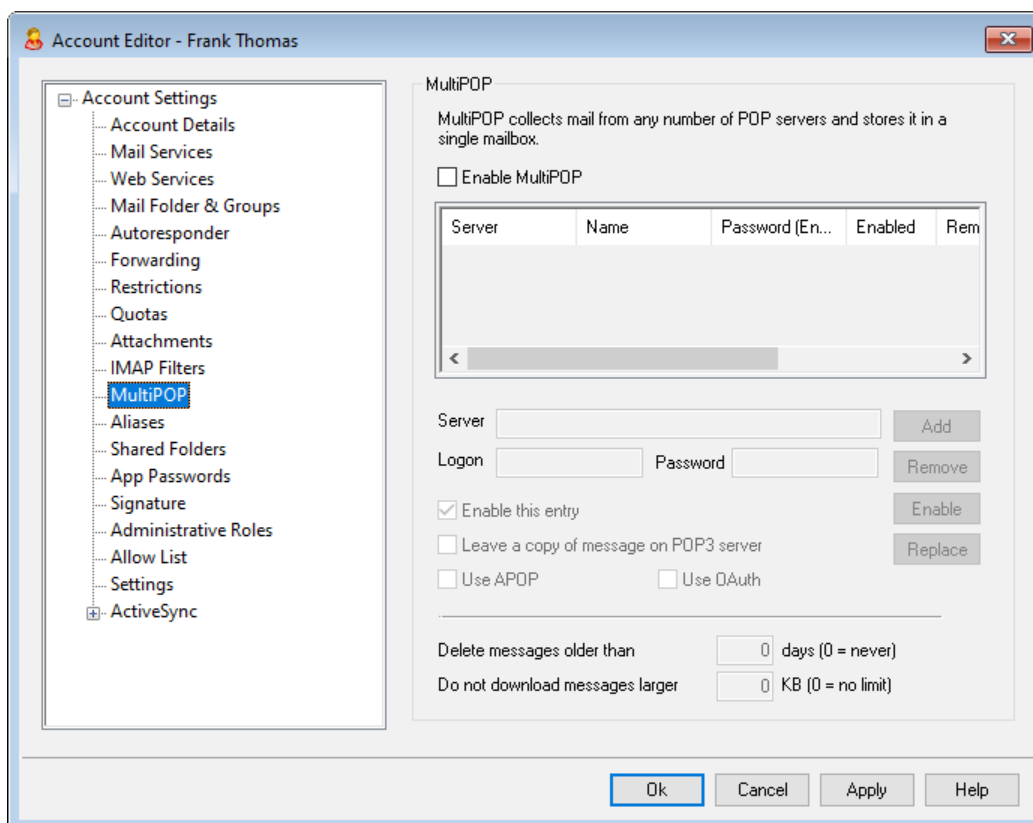 Account Editor - Frank Thomas
Account Settings
Account Details
Mail Services
Web Services
Mail Folder & Groups
Autoresponder
Forwarding
Restrictions
Quotas
Attachments
IMAP Filters
MultiPOP
Aliases
Shared Folders
App Passwords
Signature
Administrative Roles
Allow List
Settings
ActiveSync
MultiPOP
MultiPOP collects mail from any number of POP servers and stores it in a
single mailbox.
Enable MultiPOP
Server Name Password (En... Enabled Rem
Server Add
Logon Password Remove
Enable this entry Enable
Leave a copy of message on POP3 server Replace
Use APOP Use OAuth
Delete messages older than 0 days (0 = never)
Do not download messages larger 0 KB (0 = no limit)
Ok Cancel Apply Help